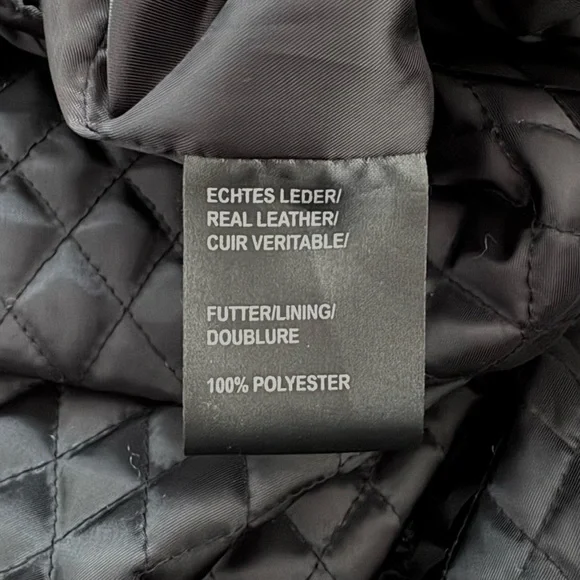 ECHTES LEDER/
REAL LEATHER/
CUIR VERITABLE/
FUTTER/LINING/
DOUBLURE
100% POLYESTER